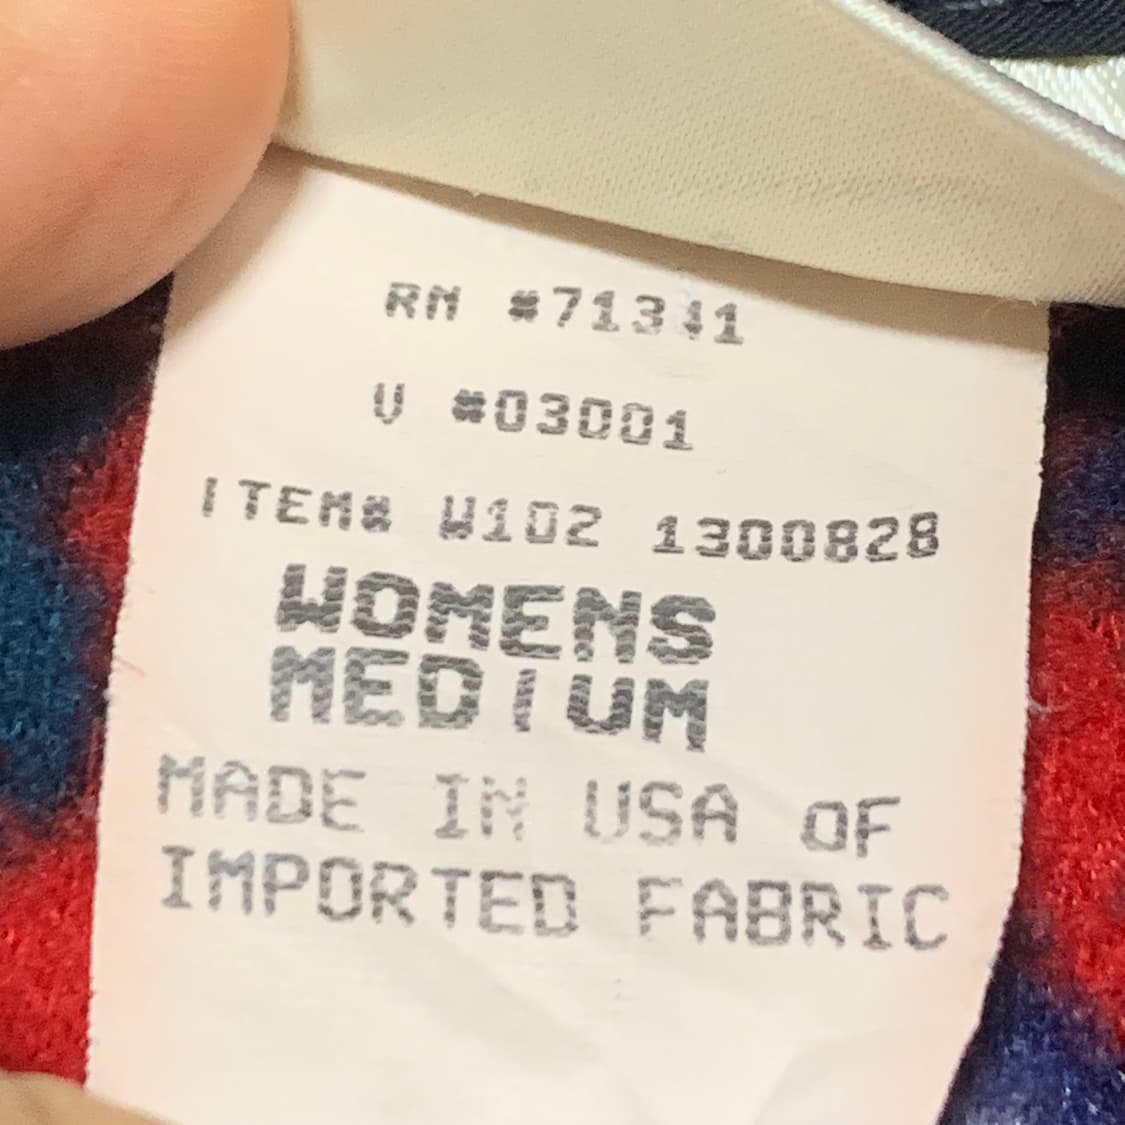 RN #71341
V #03001
ITEM# W102 1300828
WOMENS
MEDIUM
MADE IN USA OF
IMPORTED FABRIC